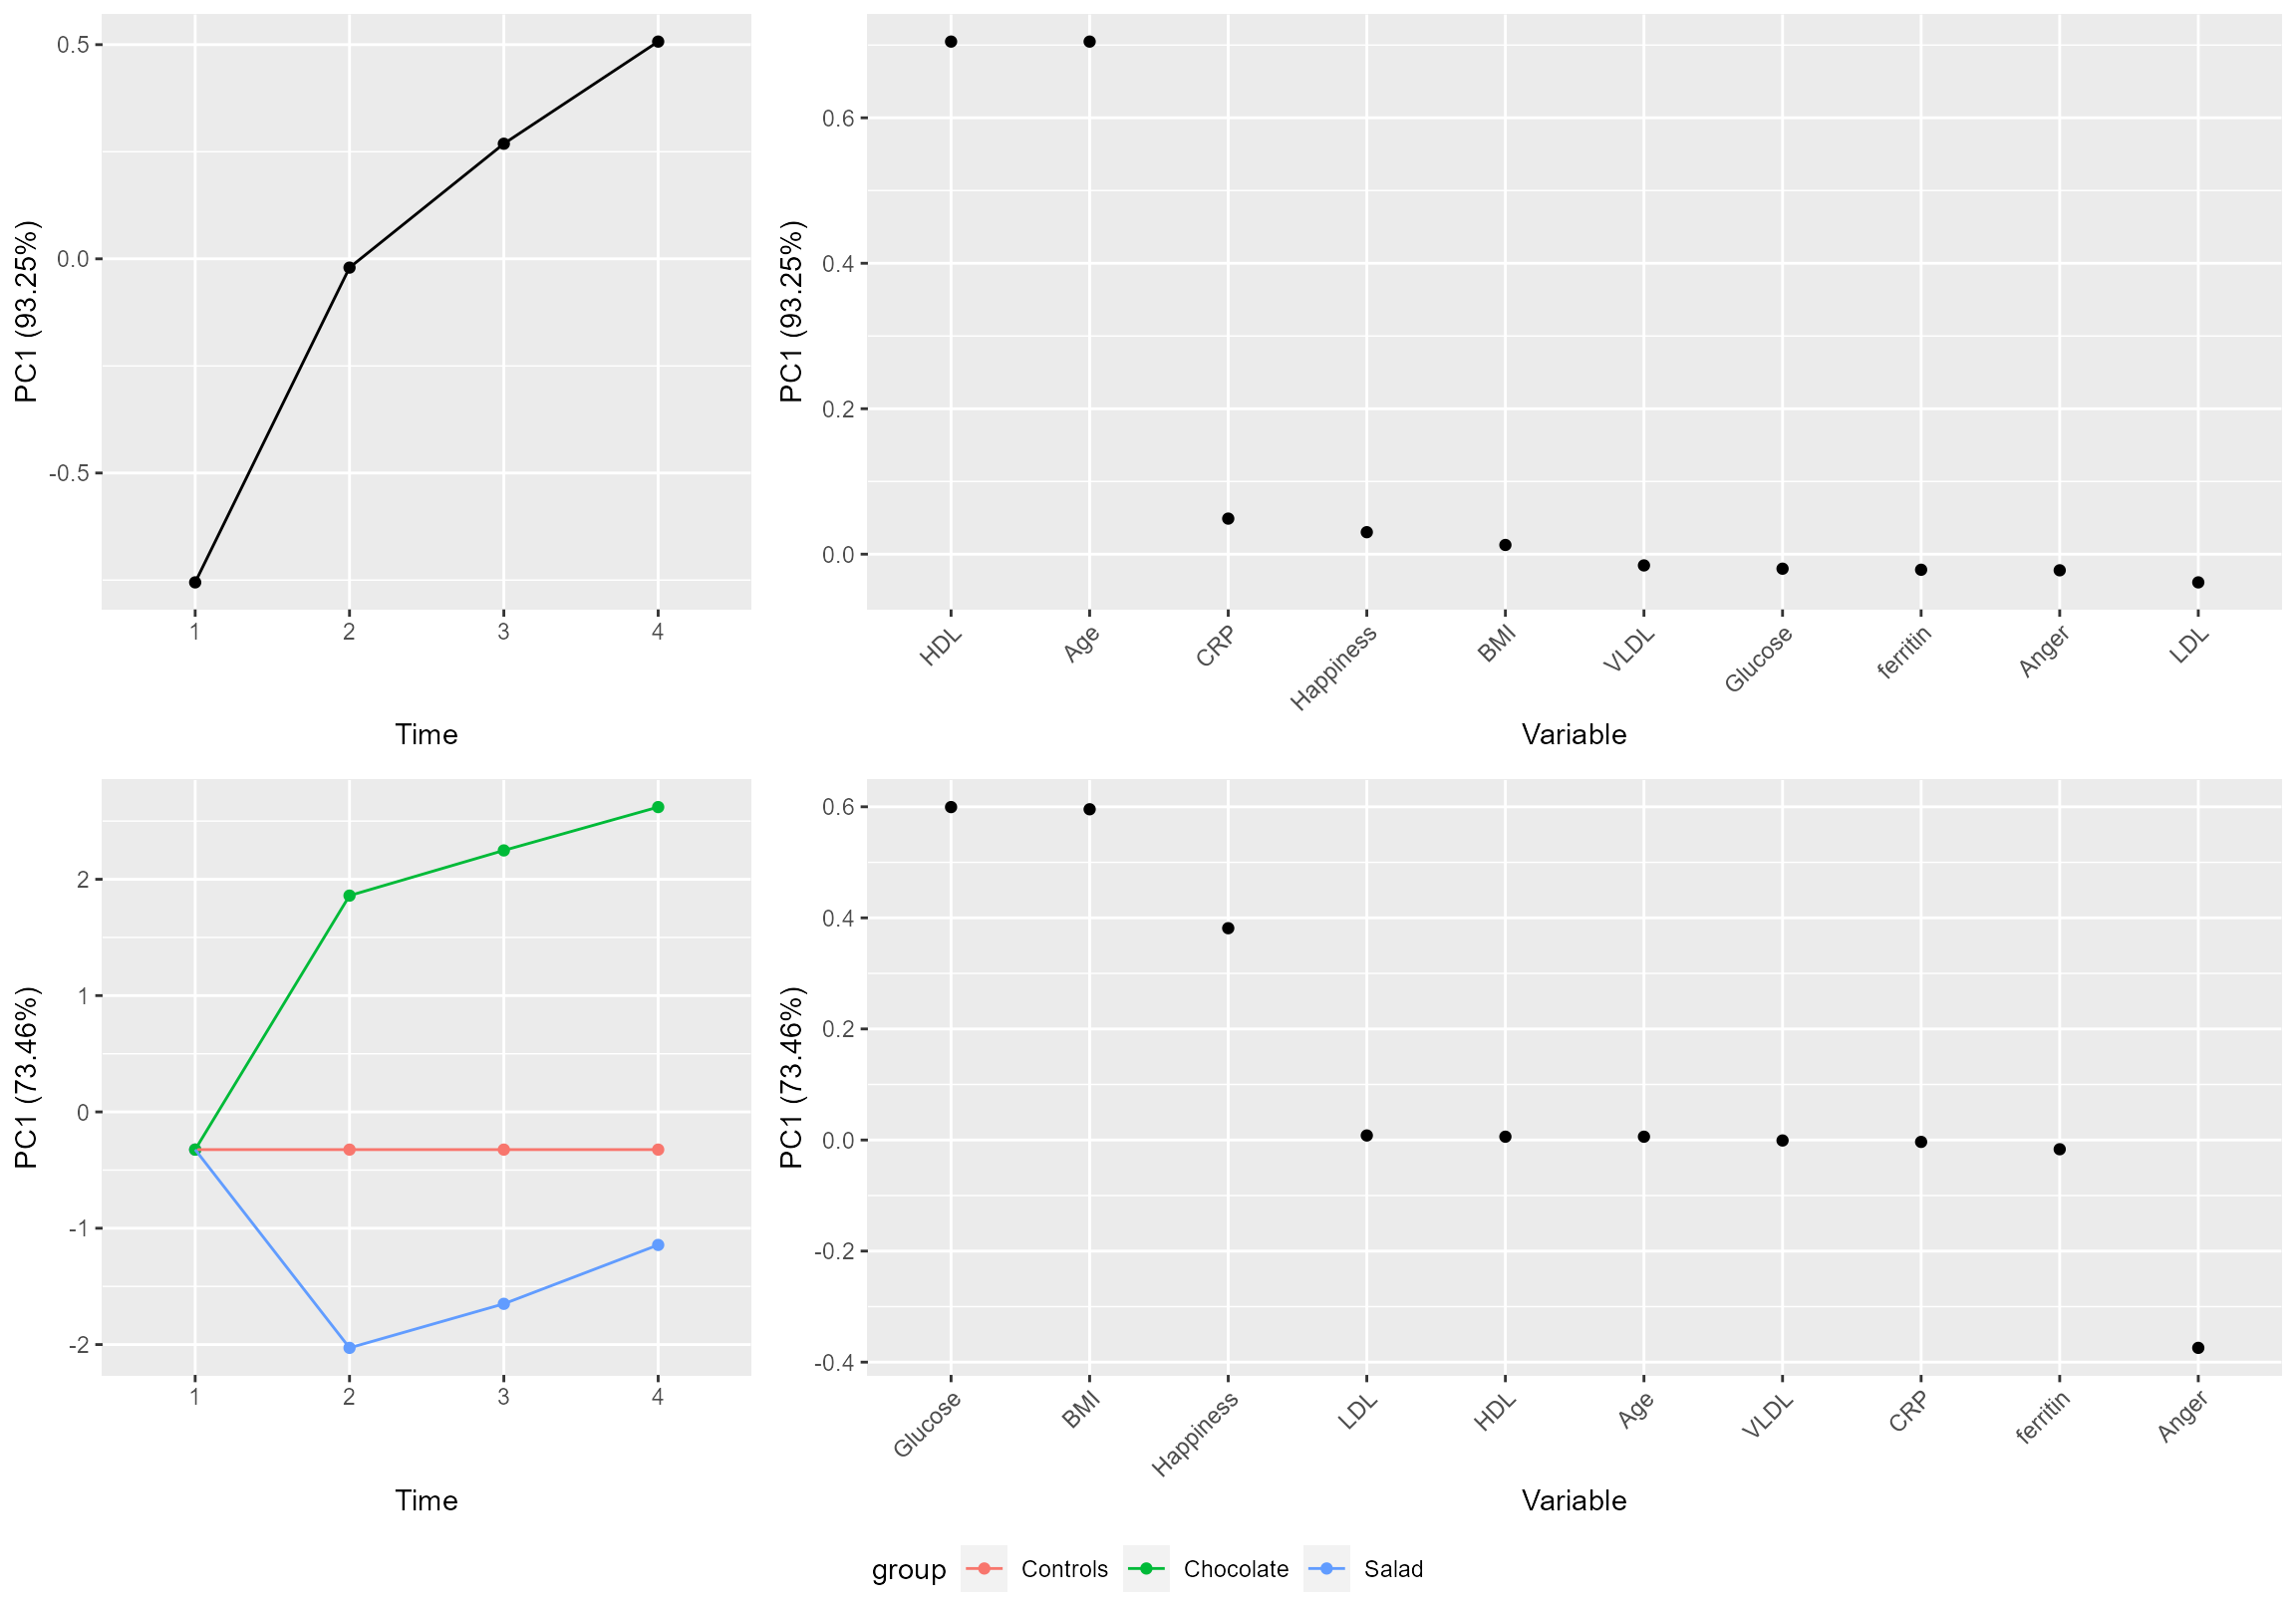 PC1 (93.25%)
0.5
0.0
-0.5
1 2 3 4
Time
PC1 (93.25%)
0.6
0.4
0.2
0.0
HDL Age CRP Happiness BMI VLDL Glucose ferritin Anger LDL
Variable
PC1 (73.46%)
2
1
0
-1
-2
1 2 3 4
Time
PC1 (73.46%)
0.6
0.4
0.2
0.0
-0.2
-0.4
Glucose BMI Happiness LDL HDL Age VLDL CRP ferritin Anger
Variable
group Controls Chocolate Salad